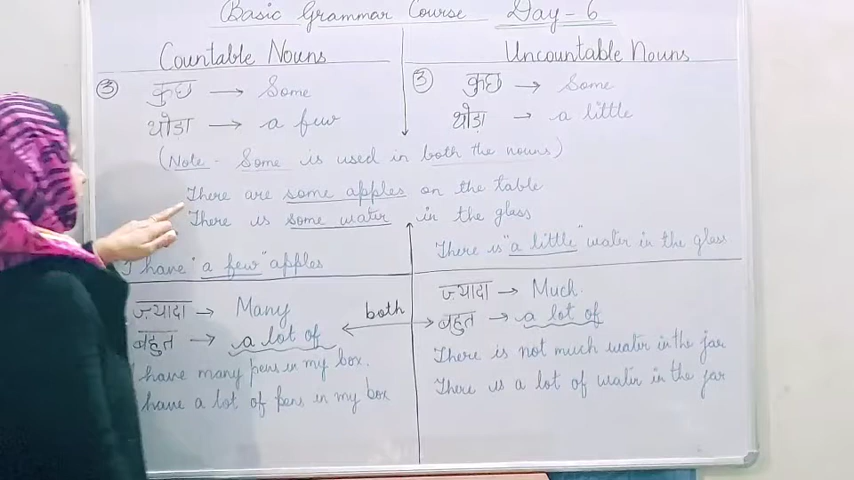 Basic Grammar Course Day - 6
Countable Nouns
③ कुछ → Some
थोड़ा → a few
Uncountable Nouns
③ कुछ → Some
थोड़ा → a little
(Note - Some is used in both the nouns)
There are some apples on the table
There is some water in the glass
I have "a few" apples
There is "a little" water in the glass
ज़्यादा → Many
बहुत → a lot of
both
I have many pens in my box.
have a lot of pens in my box
ज़्यादा → Much.
बहुत → a lot of
There is not much water in the jar
There is a lot of water in the jar